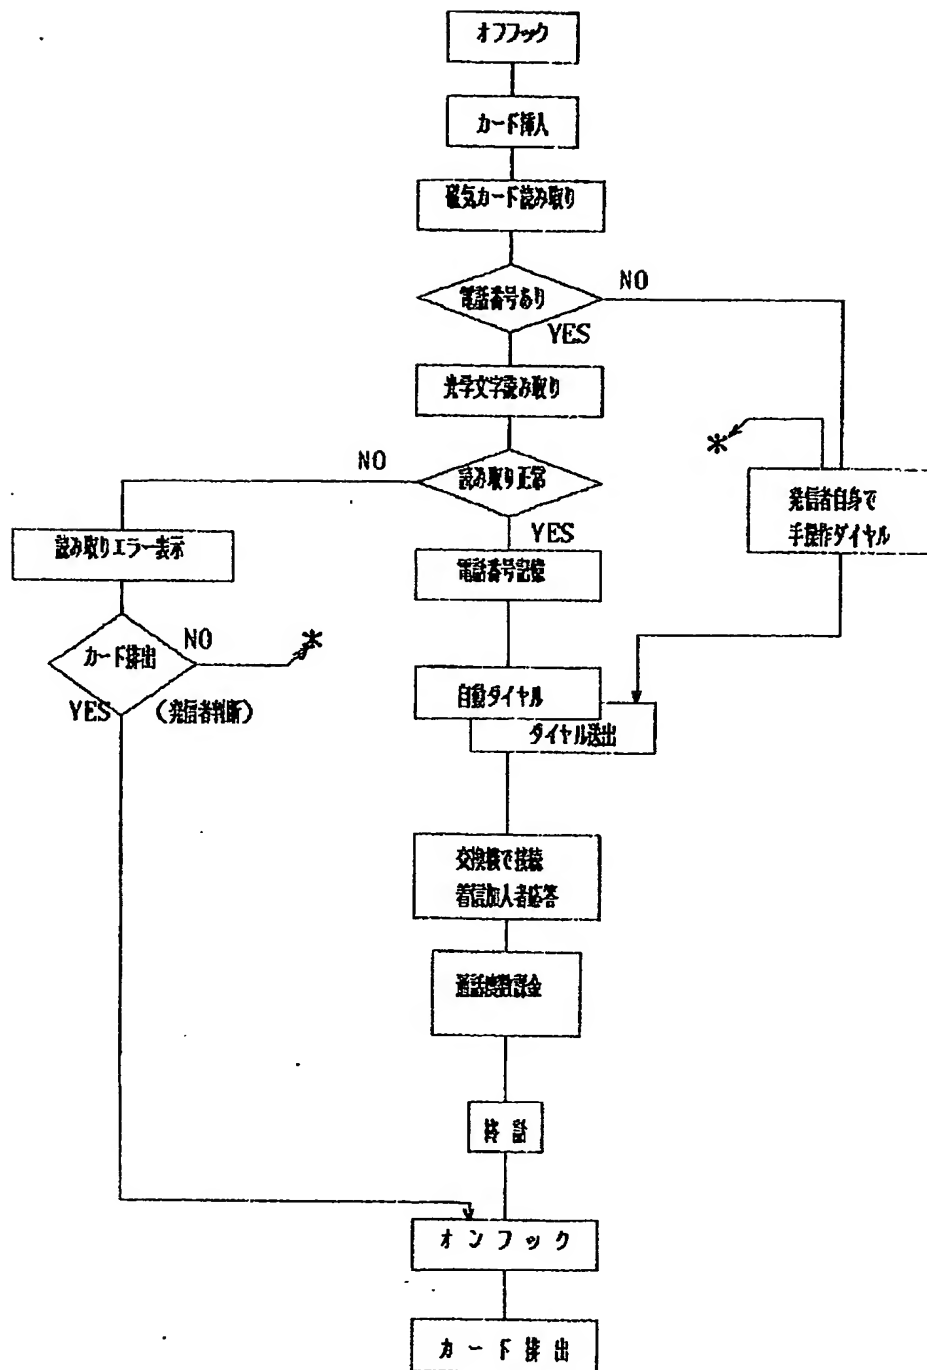 オフフック
カード挿入
磁気カード読み取り
電話番号あり
NO
YES
光学文字読み取り
*
読み取り正常
NO
YES
発信者自身で
手操作ダイヤル
読み取りエラー表示
電話番号記憶
カード排出
NO
*
YES
(発信者判断)
自動ダイヤル
ダイヤル送出
交換機で接続
着信加入者応答
通話度数課金
終話
オンフック
カード排出